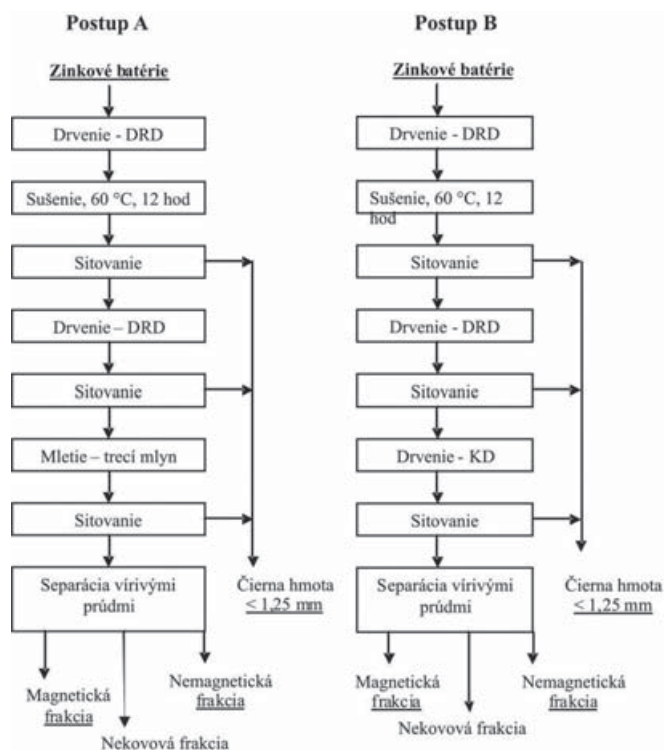 Postup A
Zinkové batérie
Drvenie - DRD
Sušenie, 60 °C, 12 hod
Sitovanie
Drvenie – DRD
Sitovanie
Mletie – trecí mlyn
Sitovanie
Separácia vírivými
prúdmi
Čierna hmota
< 1,25 mm
Magnetická
frakcia
Nemagnetická
frakcia
Nekovová frakcia
Postup B
Zinkové batérie
Drvenie - DRD
Sušenie, 60 °C, 12
hod
Sitovanie
Drvenie - DRD
Sitovanie
Drvenie - KD
Sitovanie
Separácia vírivými
prúdmi
Čierna hmota
< 1,25 mm
Magnetická
frakcia
Nemagnetická
frakcia
Nekovová frakcia